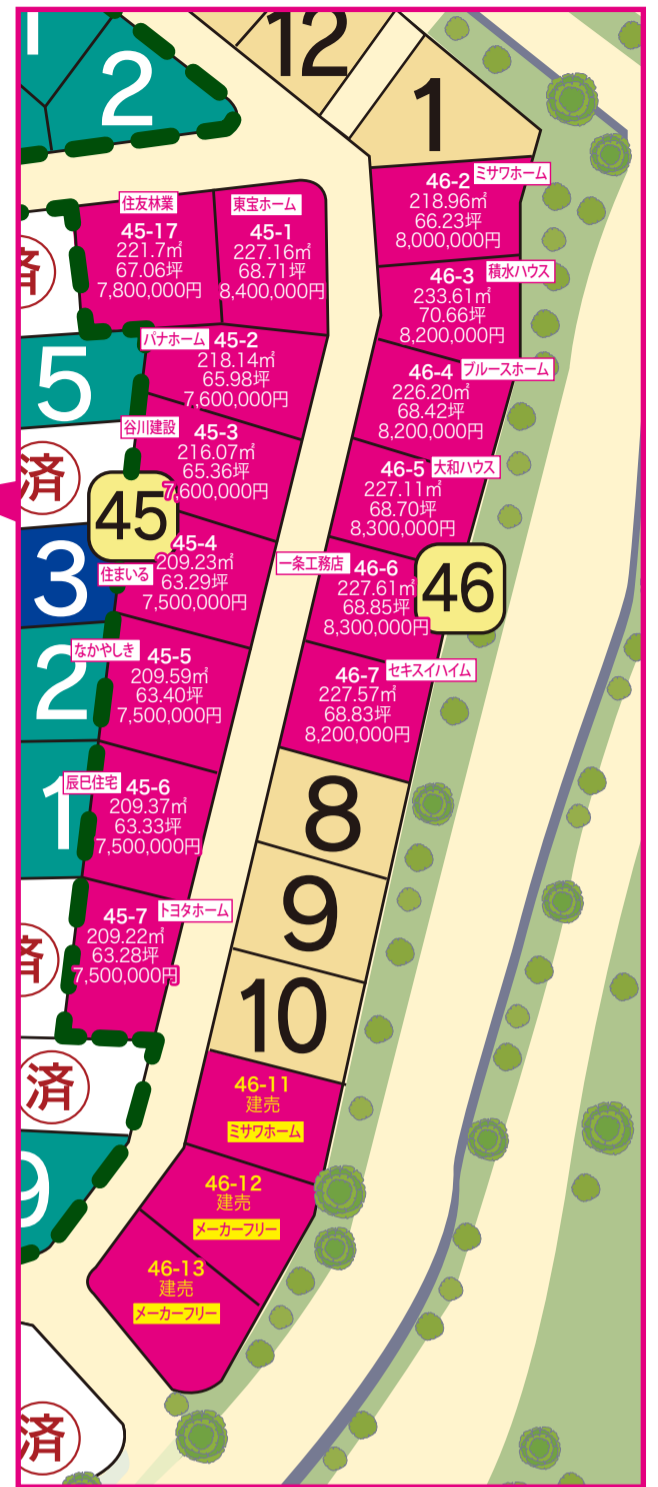 1
2
12
1
ミサワホーム
46-2
218.96㎡
66.23坪
8,000,000円
住友林業
45-17
221.7㎡
67.06坪
7,800,000円
東宝ホーム
45-1
227.16㎡
68.71坪
8,400,000円
済
積水ハウス
46-3
233.61㎡
70.66坪
8,200,000円
パナホーム
45-2
218.14㎡
65.98坪
7,600,000円
5
ブルースホーム
46-4
226.20㎡
68.42坪
8,200,000円
谷川建設
45-3
216.07㎡
65.36坪
7,600,000円
済
45
大和ハウス
46-5
227.11㎡
68.70坪
8,300,000円
住まいる
45-4
209.23㎡
63.29坪
7,500,000円
3
一条工務店
46-6
227.61㎡
68.85坪
8,300,000円
46
なかやしき
45-5
209.59㎡
63.40坪
7,500,000円
2
セキスイハイム
46-7
227.57㎡
68.83坪
8,200,000円
辰巳住宅
45-6
209.37㎡
63.33坪
7,500,000円
1
8
トヨタホーム
45-7
209.22㎡
63.28坪
7,500,000円
済
9
10
済
46-11
建売
ミサワホーム
9
46-12
建売
メーカーフリー
46-13
建売
メーカーフリー
済